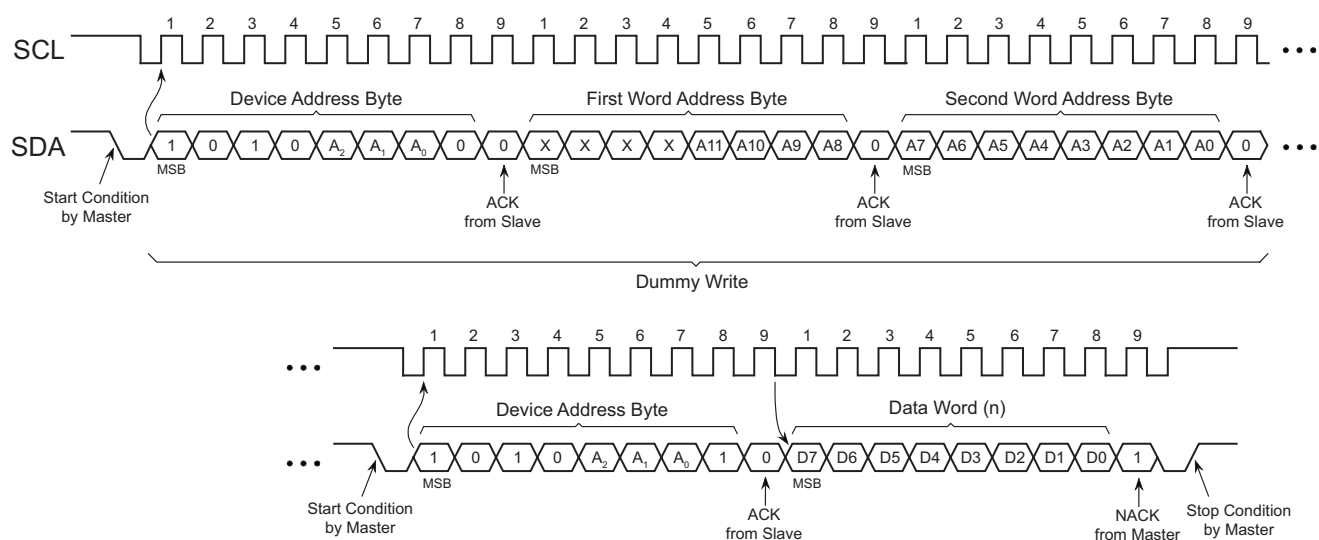 1 2 3 4 5 6 7 8 9 1 2 3 4 5 6 7 8 9 1 2 3 4 5 6 7 8 9
SCL
Device Address Byte First Word Address Byte Second Word Address Byte
SDA 1 0 1 0 A2 A1 A0 0 0 X X X X A11 A10 A9 A8 0 A7 A6 A5 A4 A3 A2 A1 A0 0
MSB MSB MSB
Start Condition
by Master
ACK
from Slave
ACK
from Slave
ACK
from Slave
Dummy Write
1 2 3 4 5 6 7 8 9 1 2 3 4 5 6 7 8 9
Device Address Byte Data Word (n)
1 0 1 0 A2 A1 A0 1 0 D7 D6 D5 D4 D3 D2 D1 D0 1
MSB MSB
Start Condition
by Master
ACK
from Slave
NACK
from Master
Stop Condition
by Master